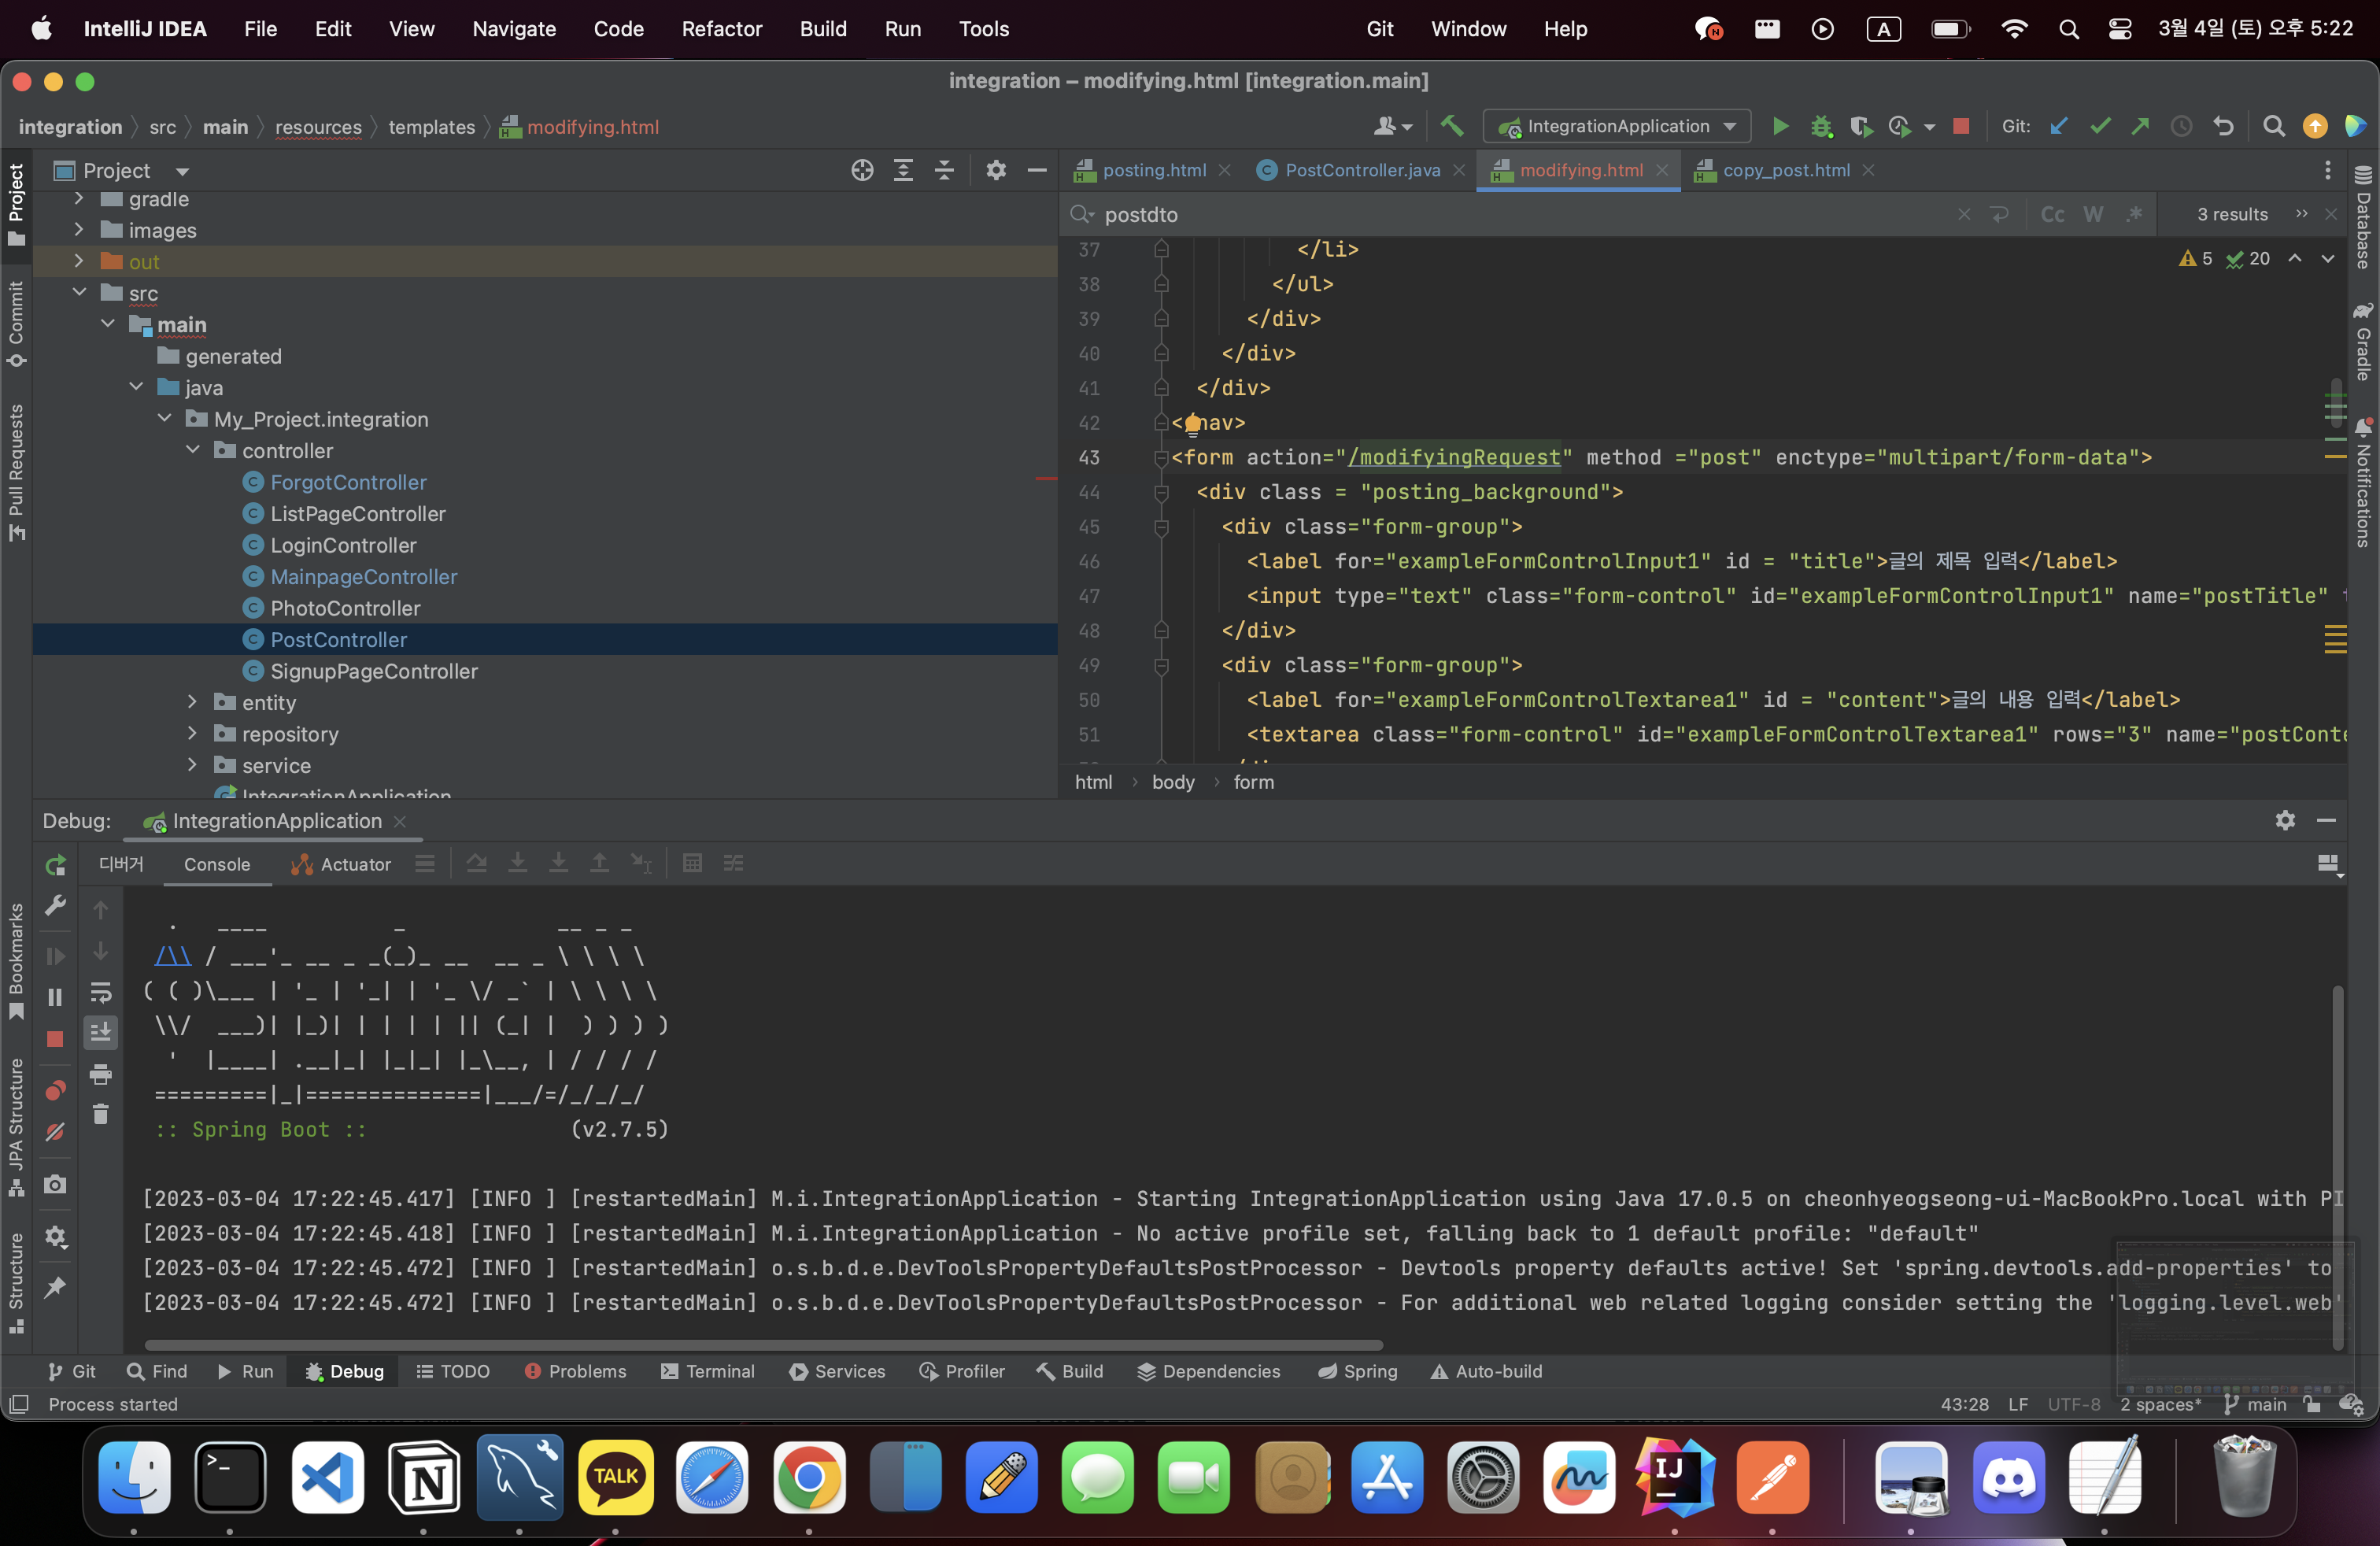 IntelliJ IDEA File Edit View Navigate Code Refactor Build Run Tools Git Window Help A 3월 4일 (토) 오후 5:22
integration – modifying.html [integration.main]
integration src main resources templates modifying.html IntegrationApplication Git:
Project
gradle
images
out
src
main
generated
java
My_Project.integration
controller
ForgotController
ListPageController
LoginController
MainpageController
PhotoController
PostController
SignupPageController
entity
repository
service
IntegrationApplication
Project
Commit
Pull Requests
Bookmarks
JPA Structure
Structure
posting.html PostController.java modifying.html copy_post.html
postdto Cc W .* 3 results
5 20
37 </li>
38 </ul>
39 </div>
40 </div>
41 </div>
42 nav>
43 <form action="/modifyingRequest" method ="post" enctype="multipart/form-data">
44 <div class = "posting_background">
45 <div class="form-group">
46 <label for="exampleFormControlInput1" id = "title">글의 제목 입력</label>
47 <input type="text" class="form-control" id="exampleFormControlInput1" name="postTitle"
48 </div>
49 <div class="form-group">
50 <label for="exampleFormControlTextarea1" id = "content">글의 내용 입력</label>
51 <textarea class="form-control" id="exampleFormControlTextarea1" rows="3" name="postConte
html body form
Database
Gradle
Notifications
Debug: IntegrationApplication
디버거 Console Actuator
.   ____          _            __ _ _
/\\ / ___'_ __ _ _(_)_ __  __ _ \ \ \ \
( ( )\___ | '_ | '_| | '_ \/ _` | \ \ \ \
\\/  ___)| |_)| | | | | || (_| |  ) ) ) )
'  |____| .__|_| |_|_| |_\__, | / / / /
=========|_|==============|___/=/_/_/_/
:: Spring Boot :: (v2.7.5)
[2023-03-04 17:22:45.417] [INFO ] [restartedMain] M.i.IntegrationApplication - Starting IntegrationApplication using Java 17.0.5 on cheonhyeogseong-ui-MacBookPro.local with PI
[2023-03-04 17:22:45.418] [INFO ] [restartedMain] M.i.IntegrationApplication - No active profile set, falling back to 1 default profile: "default"
[2023-03-04 17:22:45.472] [INFO ] [restartedMain] o.s.b.d.e.DevToolsPropertyDefaultsPostProcessor - Devtools property defaults active! Set 'spring.devtools.add-properties' to
[2023-03-04 17:22:45.472] [INFO ] [restartedMain] o.s.b.d.e.DevToolsPropertyDefaultsPostProcessor - For additional web related logging consider setting the 'logging.level.web'
Git Find Run Debug TODO Problems Terminal Services Profiler Build Dependencies Spring Auto-build
Process started 43:28 LF UTF-8 2 spaces* main
N TALK IJ